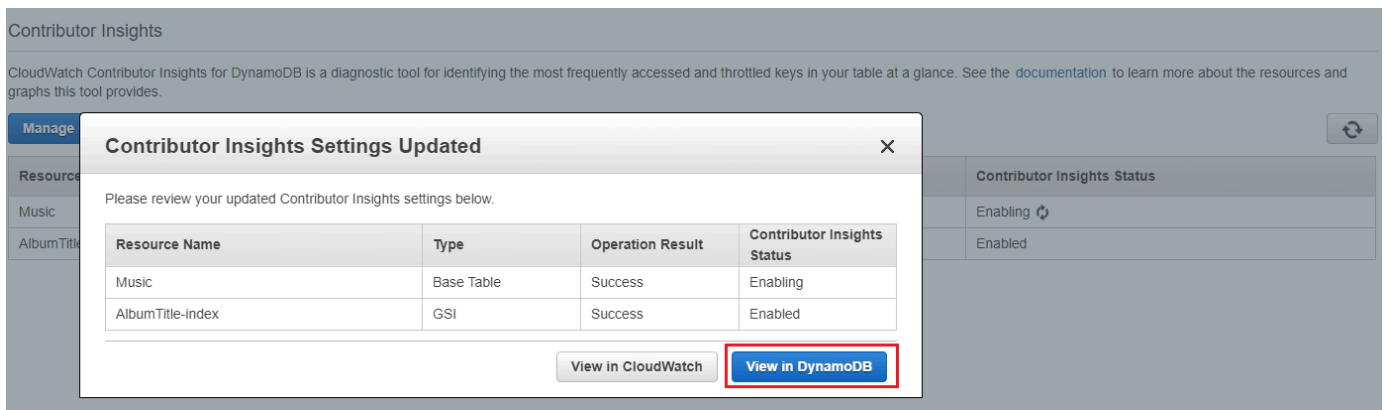 Contributor Insights
CloudWatch Contributor Insights for DynamoDB is a diagnostic tool for identifying the most frequently accessed and throttled keys in your table at a glance. See the documentation to learn more about the resources and
graphs this tool provides.
Manage
Contributor Insights Settings Updated
Resource
Contributor Insights Status
Please review your updated Contributor Insights settings below.
Music
Enabling
AlbumTitle
Enabled
Resource Name Type Operation Result Contributor Insights Status
Music Base Table Success Enabling
AlbumTitle-index GSI Success Enabled
View in CloudWatch View in DynamoDB